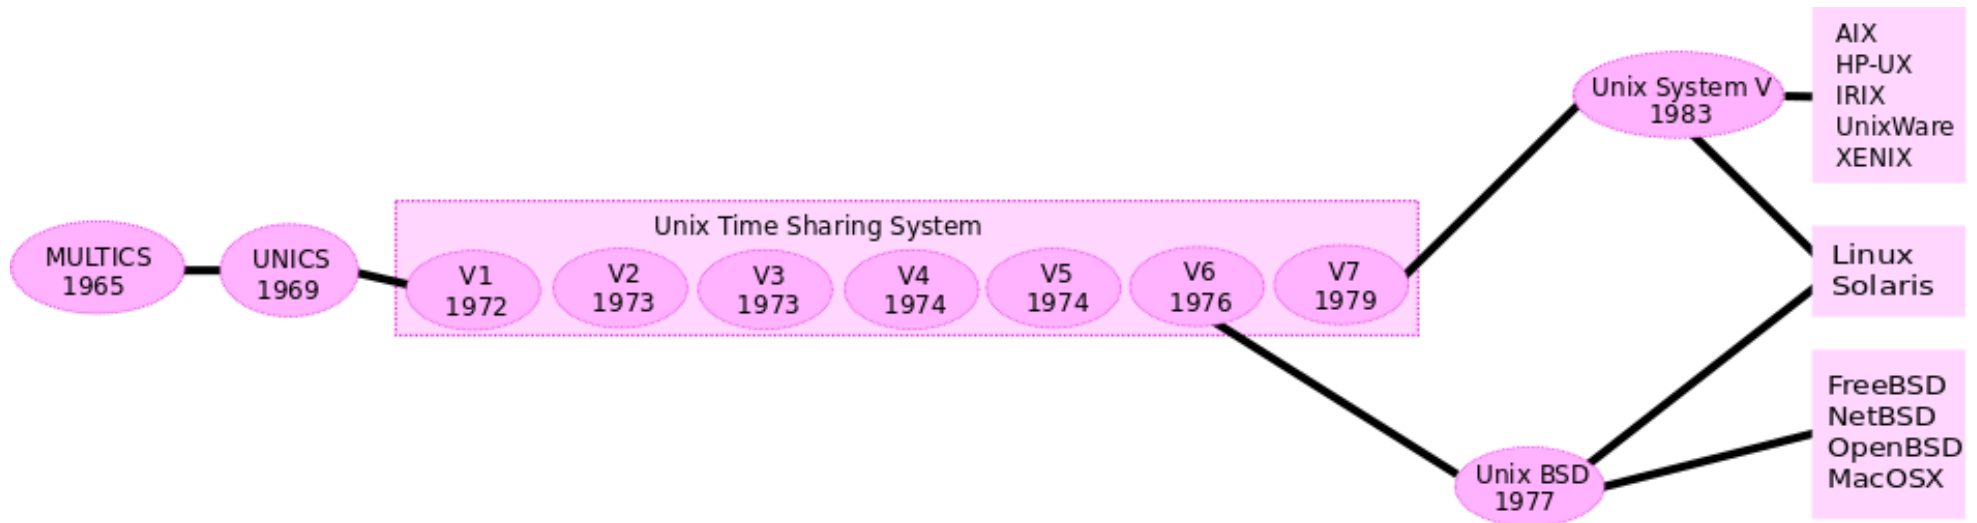 MULTICS
1965
UNICS
1969
Unix Time Sharing System
V1
1972
V2
1973
V3
1973
V4
1974
V5
1974
V6
1976
V7
1979
Unix System V
1983
Unix BSD
1977
AIX
HP-UX
IRIX
UnixWare
XENIX
Linux
Solaris
FreeBSD
NetBSD
OpenBSD
MacOSX